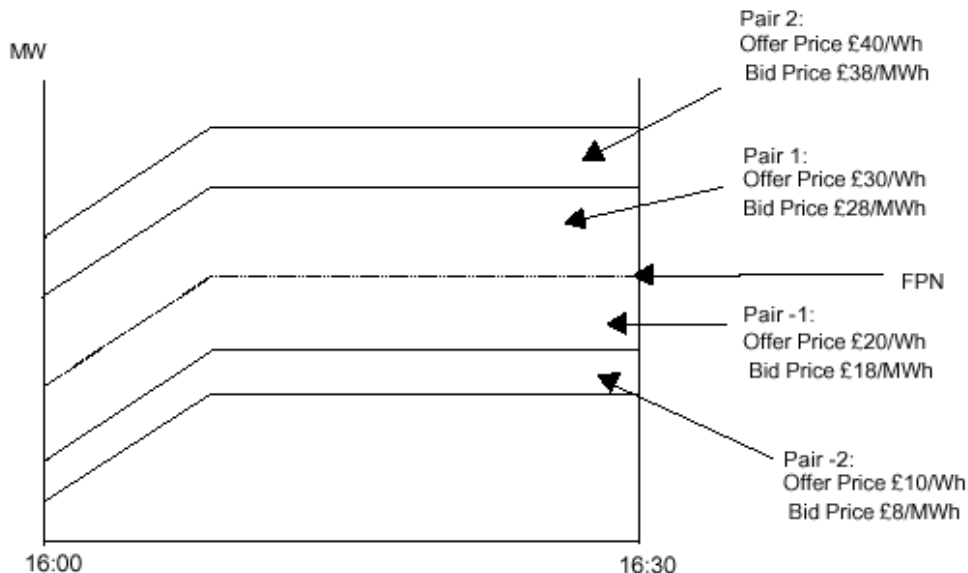 Pair 2:
Offer Price £40/Wh
Bid Price £38/MWh
MW
Pair 1:
Offer Price £30/Wh
Bid Price £28/MWh
FPN
Pair -1:
Offer Price £20/Wh
Bid Price £18/MWh
Pair -2:
Offer Price £10/Wh
Bid Price £8/MWh
16:00
16:30